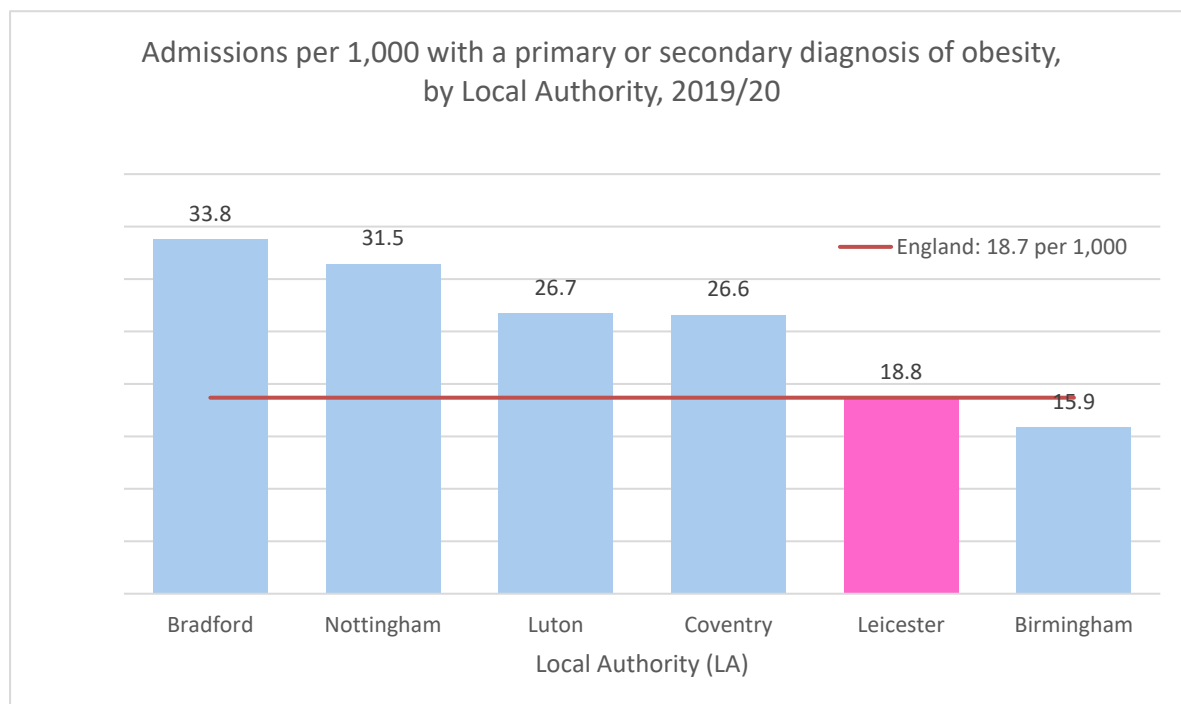 Admissions per 1,000 with a primary or secondary diagnosis of obesity,
by Local Authority, 2019/20
33.8
31.5
England: 18.7 per 1,000
26.7
26.6
18.8
15.9
Bradford
Nottingham
Luton
Coventry
Leicester
Birmingham
Local Authority (LA)